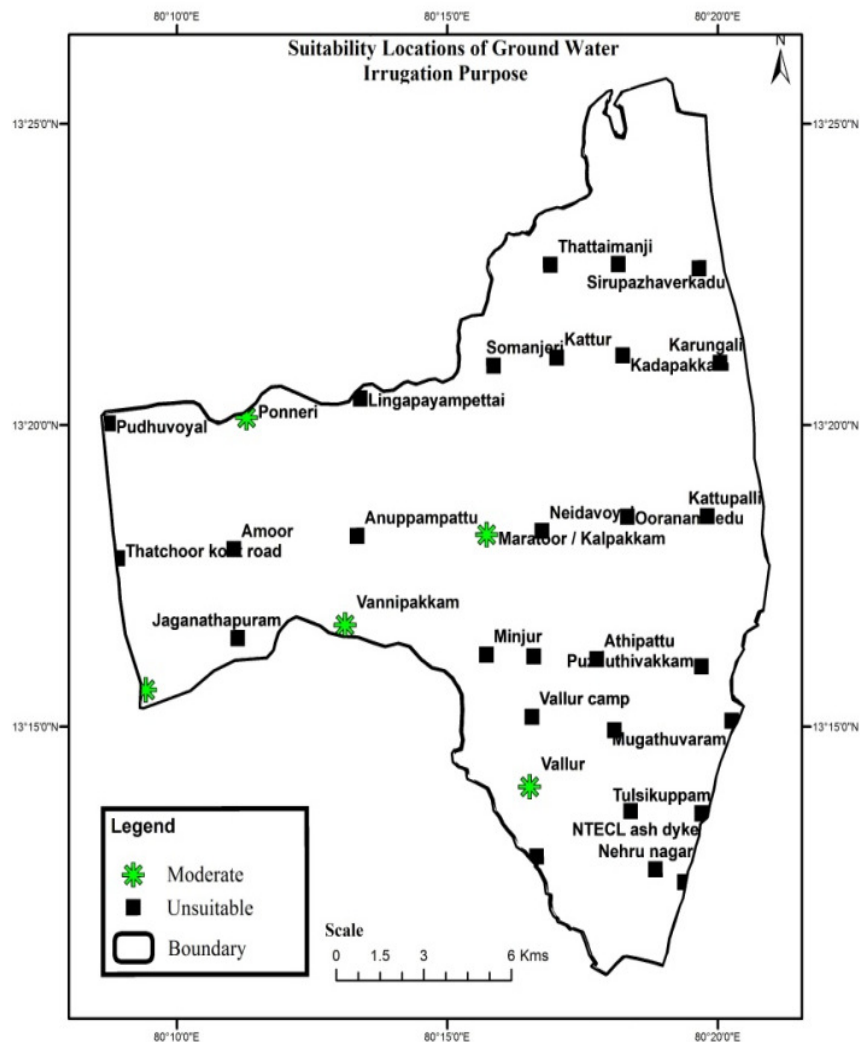 80°10'0"E 80°15'0"E 80°20'0"E
Suitability Locations of Ground Water
Irrugation Purpose
N
13°25'0"N 13°25'0"N
Thattaimanji
Sirupazhaverkadu
Somanjeri Kattur Karungali
Kadapakkam
Ponneri Lingapayampettai
13°20'0"N 13°20'0"N
Pudhuvoyal
Kattupalli
Anuppampattu Neidavoyal
Amoor Maratoor / Kalpakkam
Thatchoor road
Vannipakkam
Jaganathapuram
Minjur Athipattu
Vallur camp
13°15'0"N 13°15'0"N
Mugathuvaram
Vallur
Tulsikuppam
NTECL ash dyke
Nehru nagar
Legend
Moderate
Unsuitable
Boundary
Scale
0 1.5 3 6 Kms
80°10'0"E 80°15'0"E 80°20'0"E